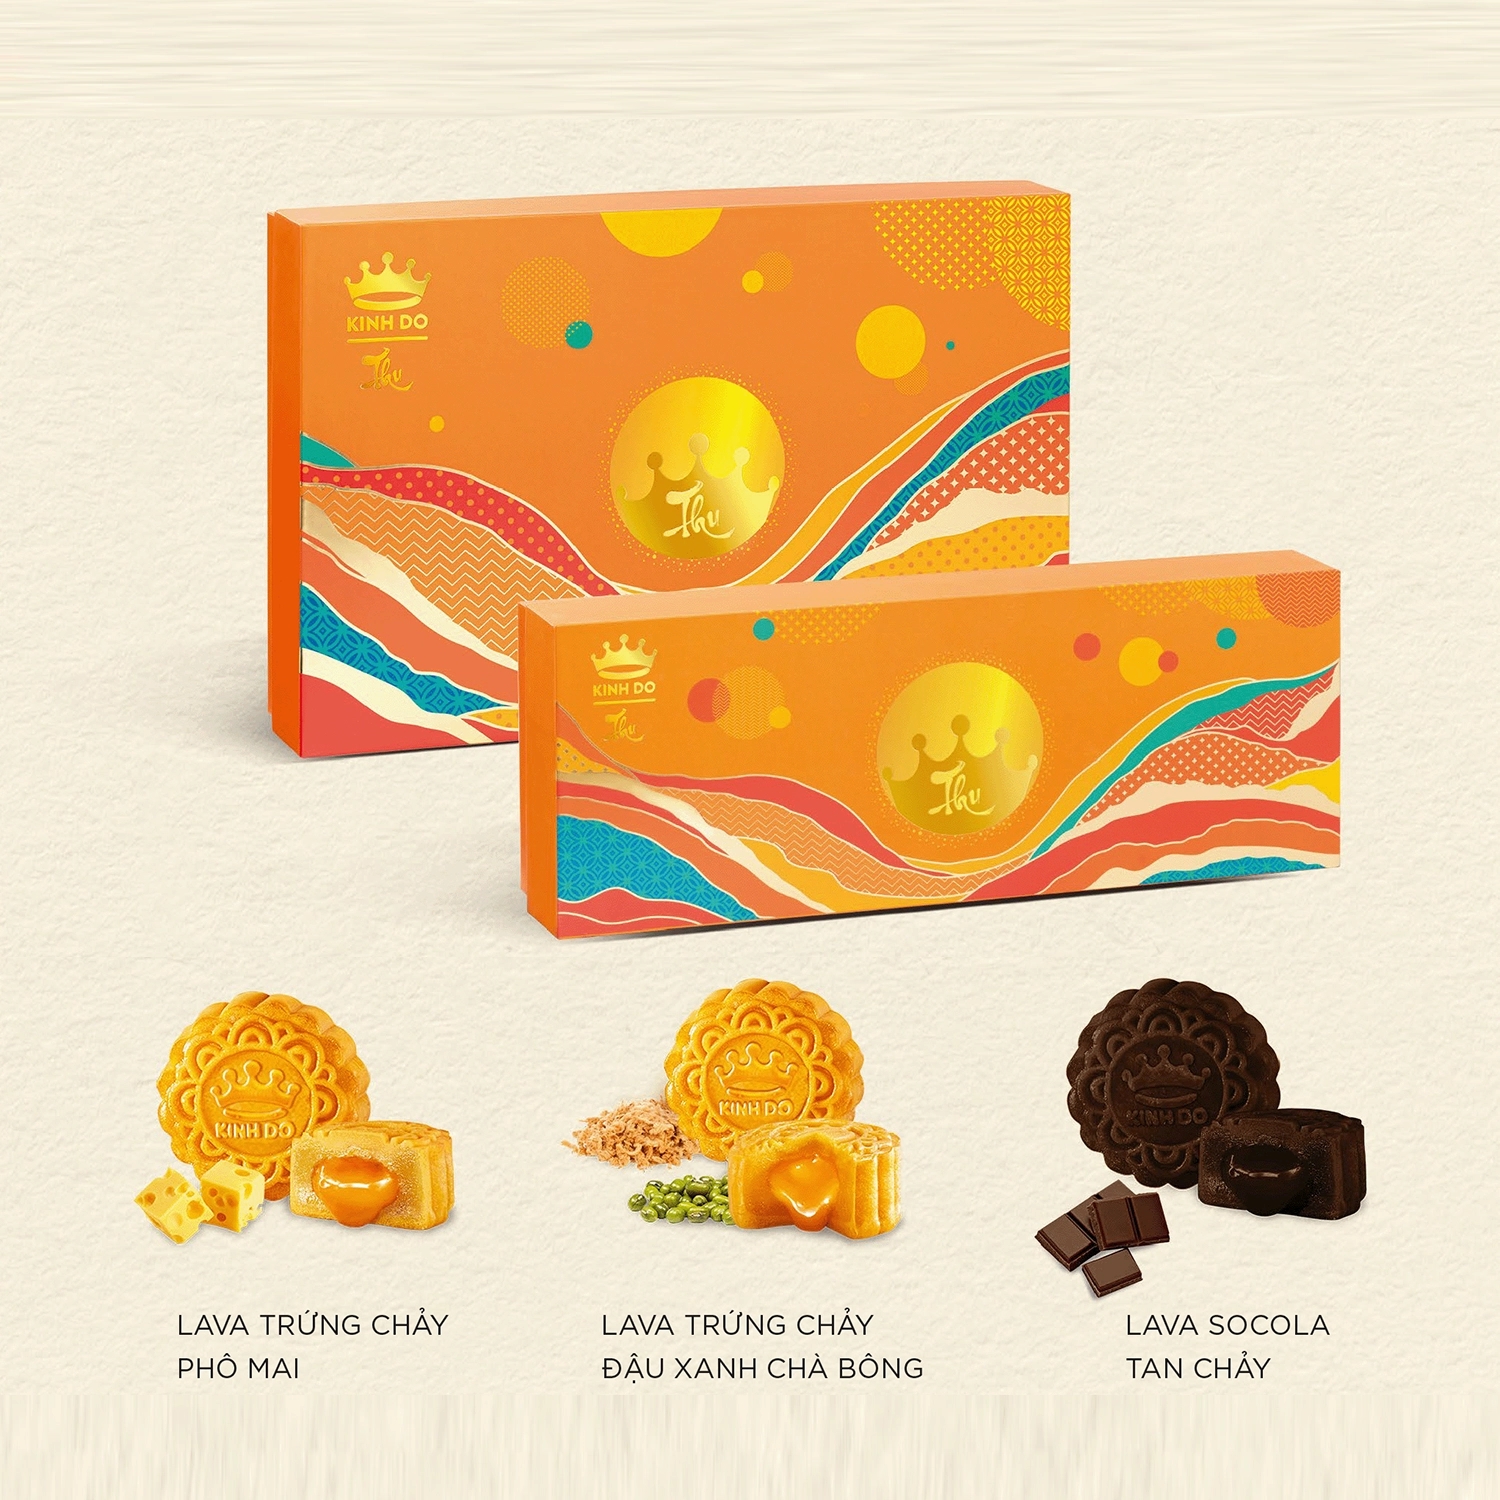 KINH DO
Thu
Thu
KINH DO
Thu
Thu
KINH DO
KINH DO
KINH DO
LAVA TRỨNG CHẢY
PHÔ MAI
LAVA TRỨNG CHẢY
ĐẬU XANH CHÀ BÔNG
LAVA SOCOLA
TAN CHẢY